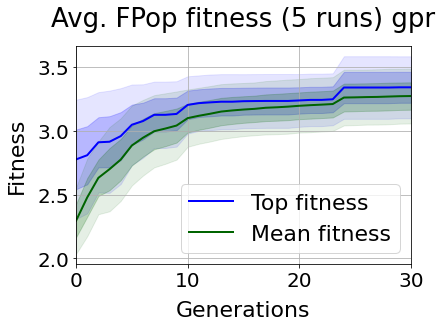 Avg. FPop fitness (5 runs) gpr
3.5
3.0
2.5
2.0
Fitness
Top fitness
Mean fitness
0 10 20 30
Generations